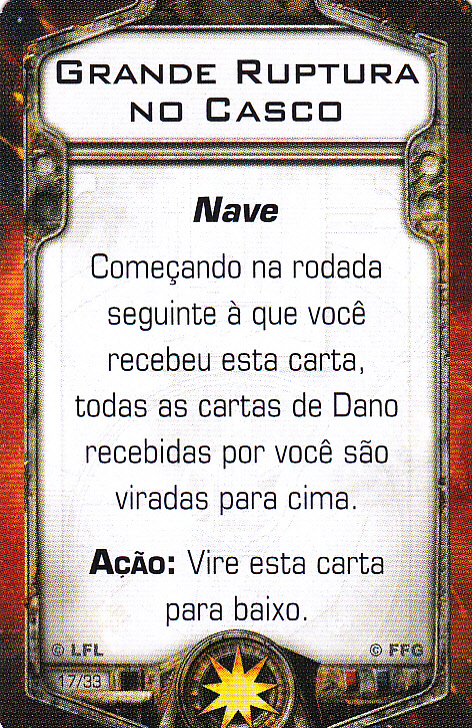 GRANDE RUPTURA
NO CASCO
Nave
Começando na rodada
seguinte à que você
recebeu esta carta,
todas as cartas de Dano
recebidas por você são
viradas para cima.
AÇÃO: Vire esta carta
para baixo.
© LFL © FFG
17/33